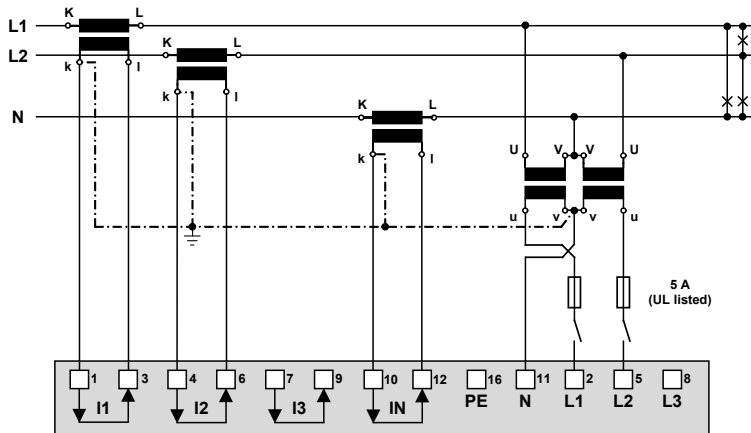 L1 K L
L2 K L
k l
k l
N K L
k l
U V V U
u v v u
5 A
(UL listed)
1 3 4 6 7 9 10 12 16 11 2 5 8
I1 I2 I3 IN PE N L1 L2 L3